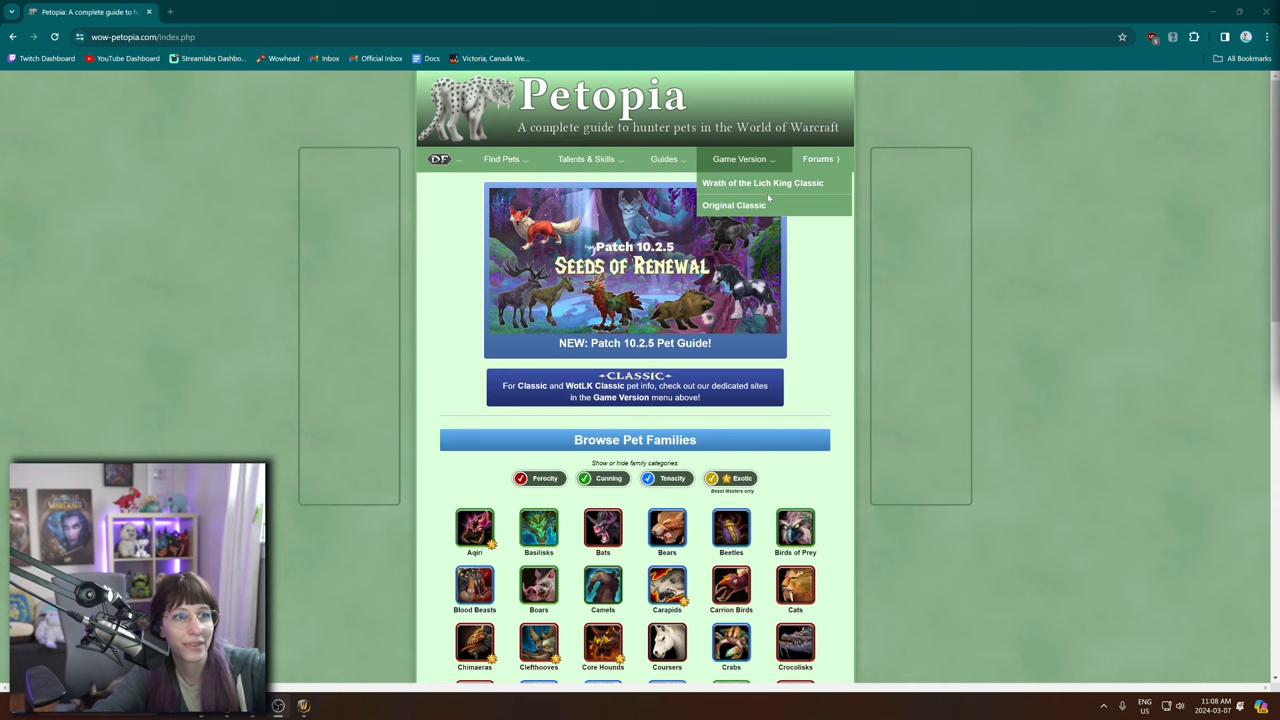 Petopia: A complete guide to h
wow-petopia.com/index.php
Twitch Dashboard
YouTube Dashboard
Streamlabs Dashbo...
Wowhead
Inbox
Official Inbox
Docs
Victoria, Canada We...
All Bookmarks
Petopia
A complete guide to hunter pets in the World of Warcraft
DF
Find Pets
Talents & Skills
Guides
Game Version
Forums
Wrath of the Lich King Classic
Original Classic
Patch 10.2.5
SEEDS OF RENEWAL
NEW: Patch 10.2.5 Pet Guide!
CLASSIC
For Classic and WotLK Classic pet info, check out our dedicated sites
in the Game Version menu above!
Browse Pet Families
Show or hide family categories:
Ferocity
Cunning
Tenacity
Exotic
Beast Masters only
Aqiri
Basilisks
Bats
Bears
Beetles
Birds of Prey
Blood Beasts
Boars
Camels
Carapids
Carrion Birds
Cats
Chimaeras
Clefthooves
Core Hounds
Coursers
Crabs
Crocolisks
ENG
US
11:08 AM
2024-03-07